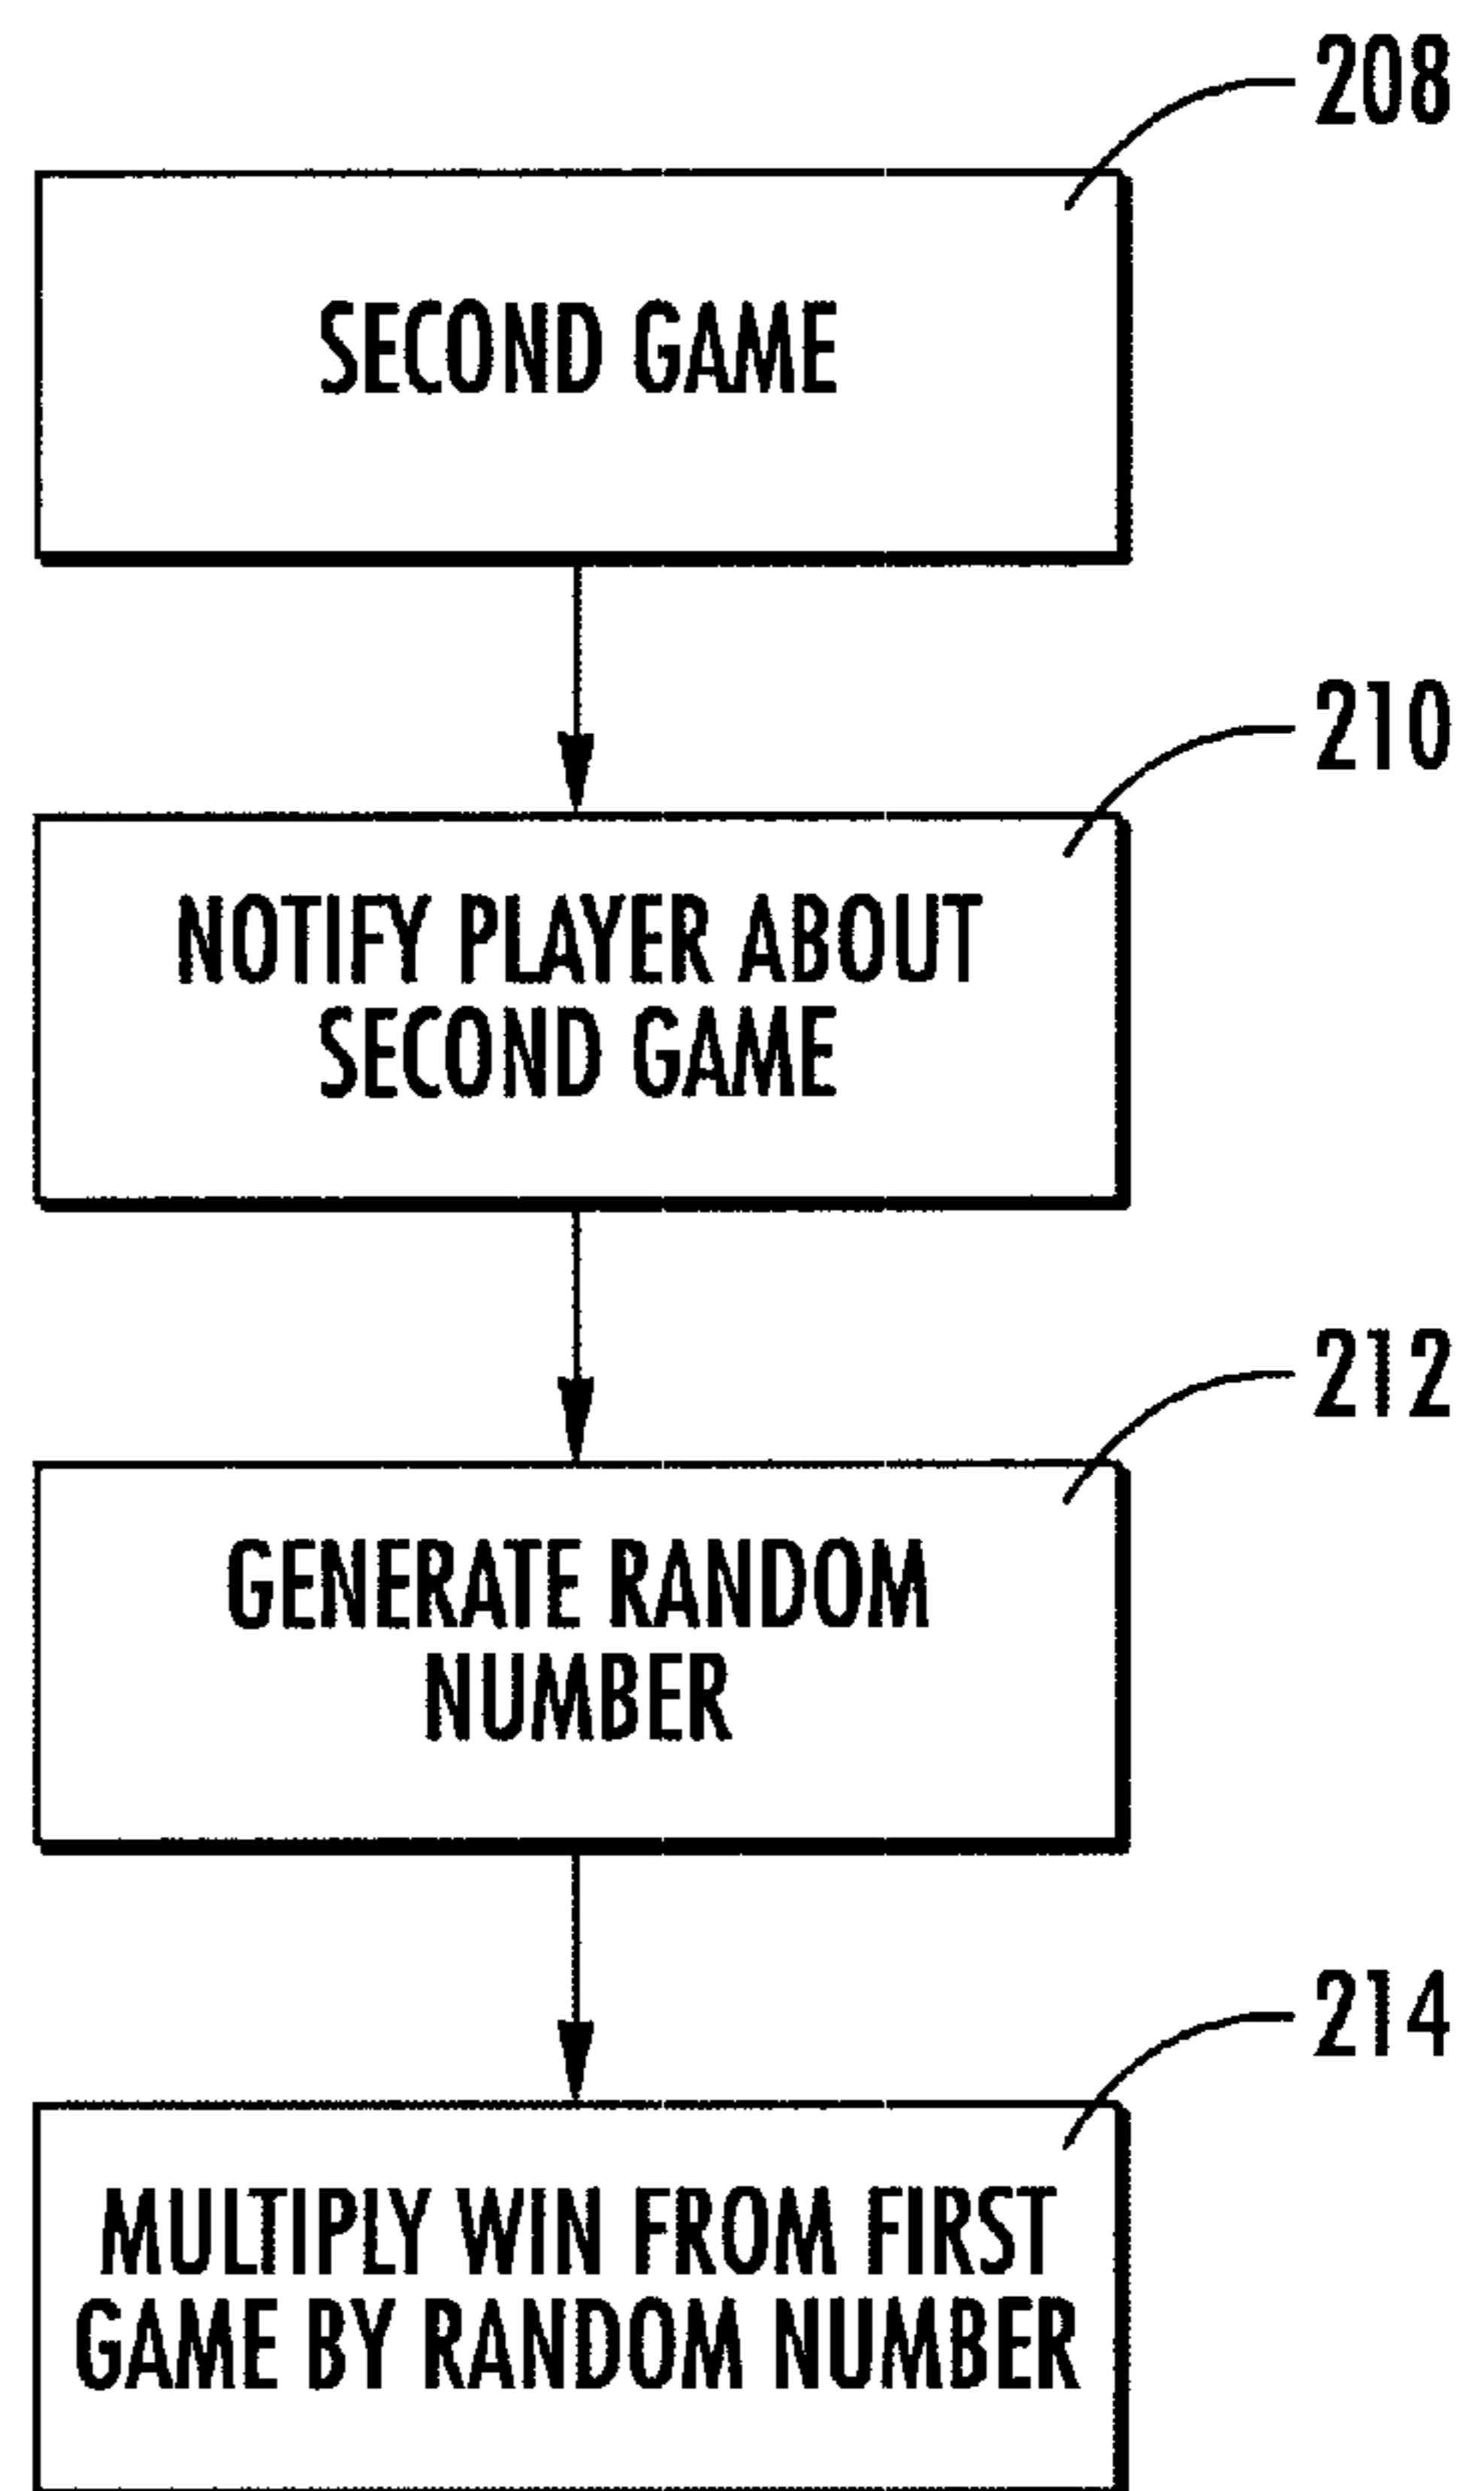 208
SECOND GAME
210
NOTIFY PLAYER ABOUT
SECOND GAME
212
GENERATE RANDOM
NUMBER
214
MULTIPLY WIN FROM FIRST
GAME BY RANDOM NUMBER